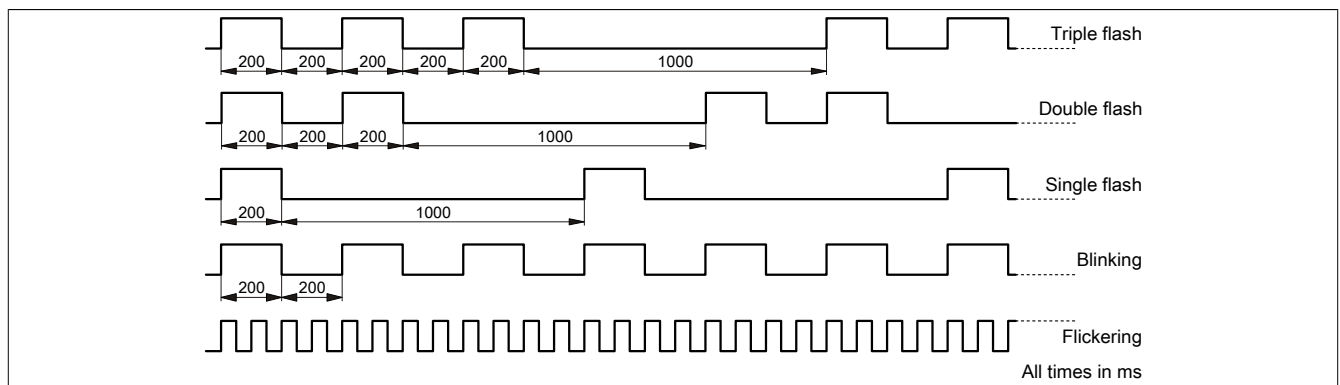 Triple flash
200 200 200 200 200 1000
Double flash
200 200 200 1000
Single flash
200 1000
Blinking
200 200
Flickering
All times in ms